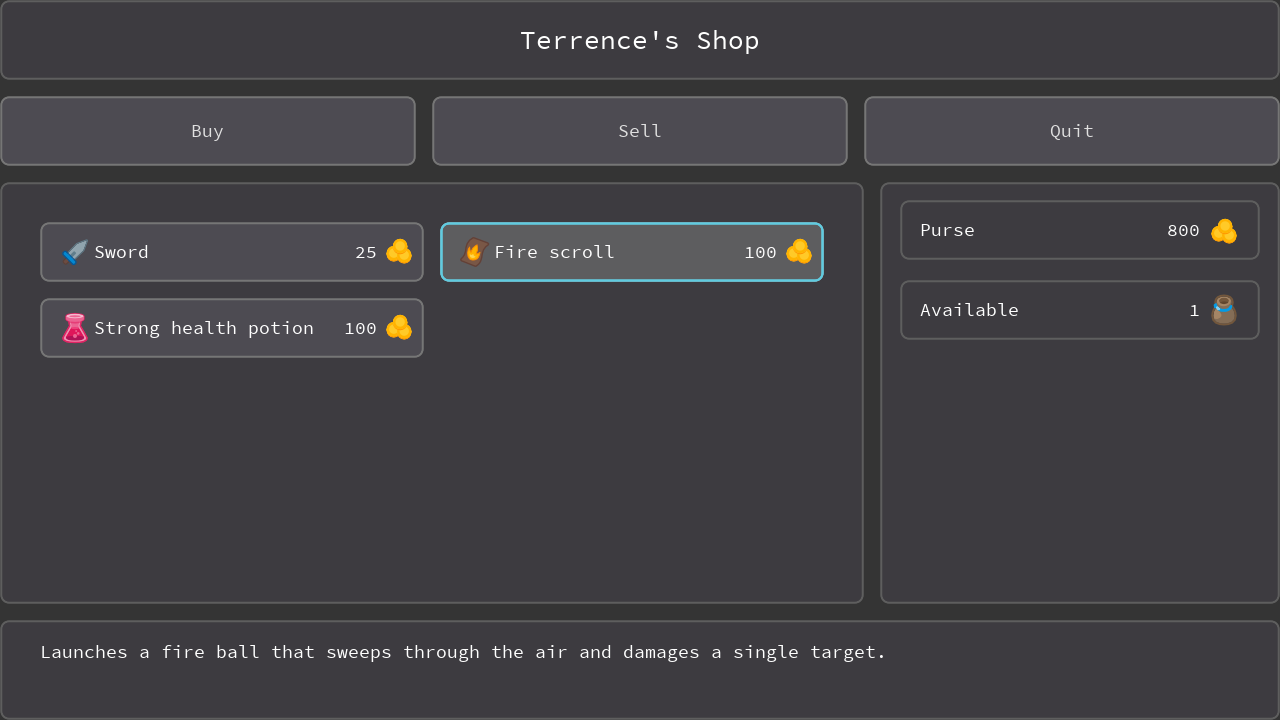 Terrence's Shop
Buy Sell Quit
Sword 25 Fire scroll 100
Strong health potion 100
Purse 800
Available 1
Launches a fire ball that sweeps through the air and damages a single target.